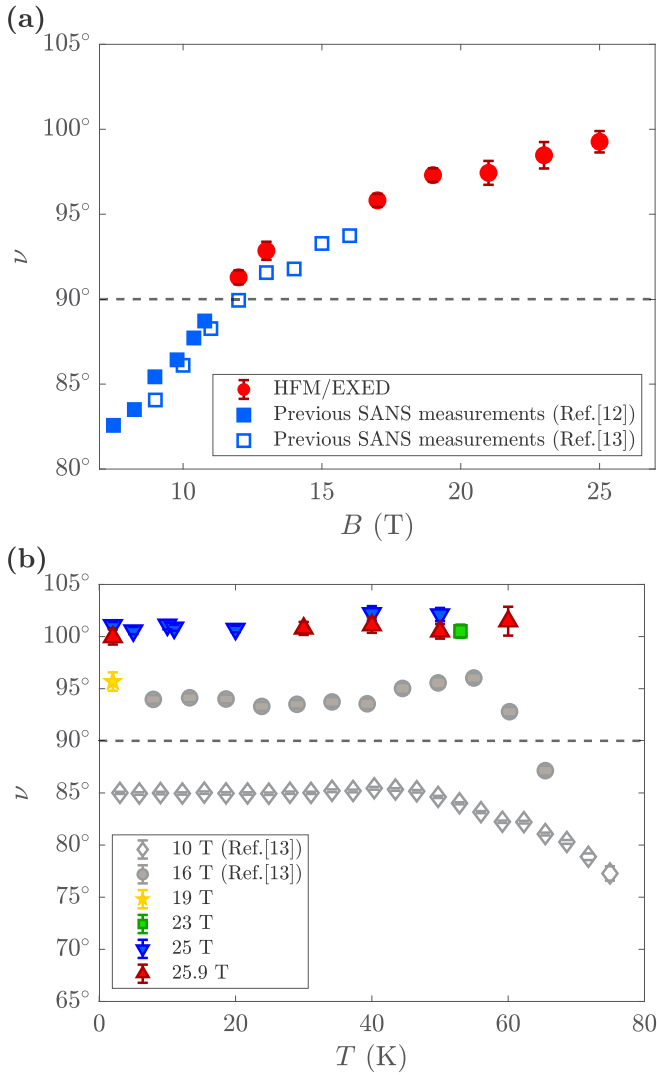 (a)
105°
100°
95°
90°
85°
80°
ν
HFM/EXED
Previous SANS measurements (Ref.[12])
Previous SANS measurements (Ref.[13])
10 15 20 25
B (T)
(b)
105°
100°
95°
90°
85°
80°
75°
70°
65°
ν
10 T (Ref.[13])
16 T (Ref.[13])
19 T
23 T
25 T
25.9 T
0 20 40 60 80
T (K)